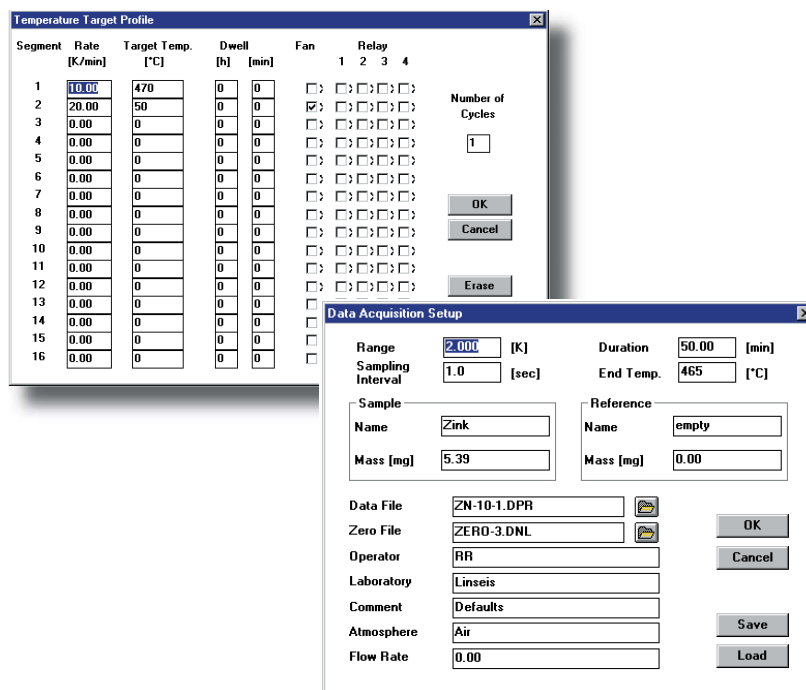 Temperature Target Profile
Segment Rate Target Temp. Dwell Fan Relay
[K/min] [°C] [h] [min] 1 2 3 4
1 10.00 470 0 0
2 20.00 50 0 0
3 0.00 0 0 0
4 0.00 0 0 0
5 0.00 0 0 0
6 0.00 0 0 0
7 0.00 0 0 0
8 0.00 0 0 0
9 0.00 0 0 0
10 0.00 0 0 0
11 0.00 0 0 0
12 0.00 0 0 0
13 0.00 0 0 0
14 0.00 0 0 0
15 0.00 0 0 0
16 0.00 0 0 0
Number of
Cycles
1
OK
Cancel
Erase
Data Acquisition Setup
Range 2.000 [K] Duration 50.00 [min]
Sampling
Interval 1.0 [sec] End Temp. 465 [°C]
Sample Reference
Name Zink Name empty
Mass [mg] 5.39 Mass [mg] 0.00
Data File ZN-10-1.DPR
Zero File ZERO-3.DNL
OK
Operator RR
Cancel
Laboratory Linseis
Comment Defaults
Save
Atmosphere Air
Load
Flow Rate 0.00